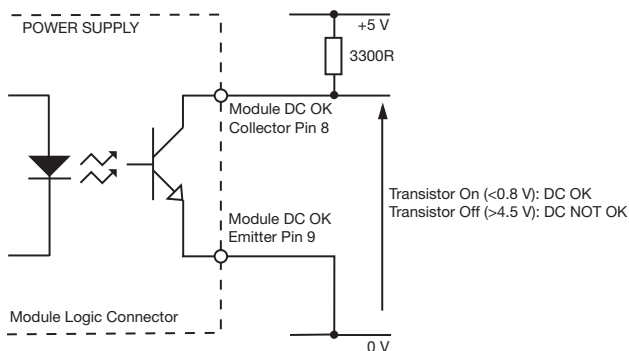 POWER SUPPLY
+5 V
3300R
Module DC OK
Collector Pin 8
Transistor On (<0.8 V): DC OK
Transistor Off (>4.5 V): DC NOT OK
Module DC OK
Emitter Pin 9
Module Logic Connector
0 V